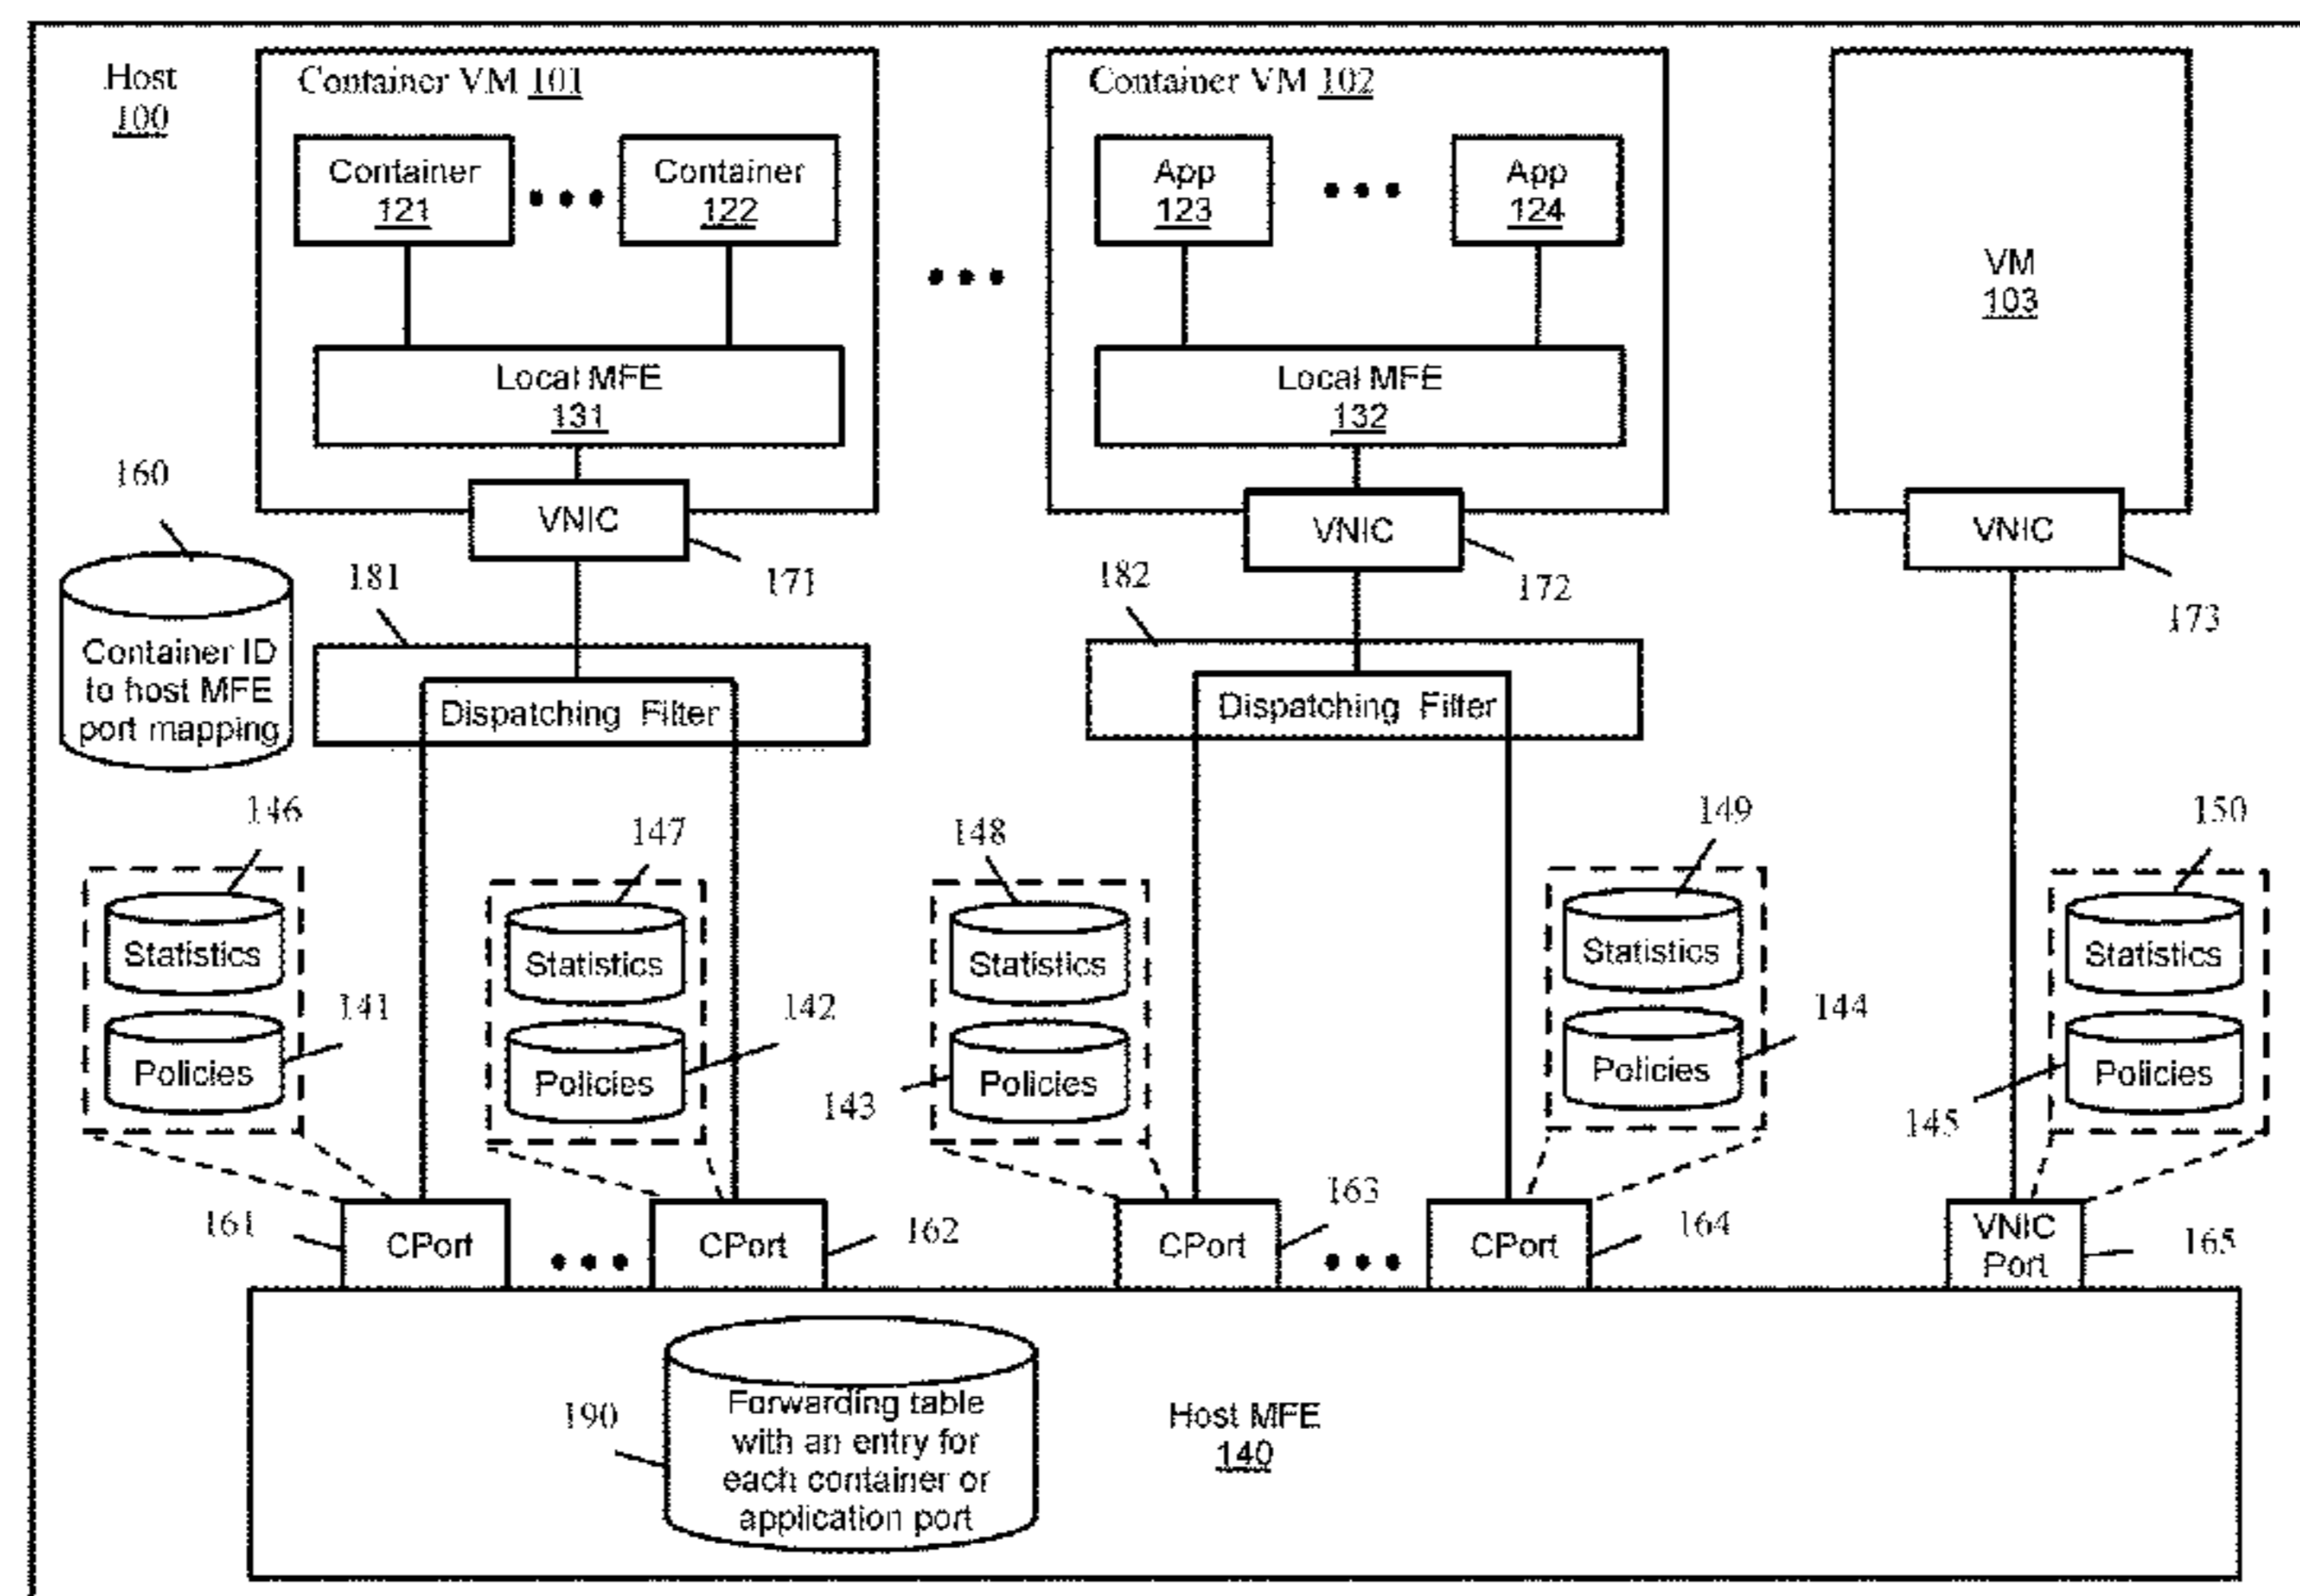 Host
100
Container VM 101
Container VM 102
Container
121
Container
122
App
123
App
124
VM
103
Local MFE
131
Local MFE
132
160
VNIC
VNIC
VNIC
181
171
182
172
173
Container ID
to host MFE
port mapping
Dispatching Filter
Dispatching Filter
146
147
148
149
150
Statistics
Statistics
Statistics
Statistics
Statistics
141
142
144
Policies
Policies
143
Policies
Policies
145
Policies
161
CPort
CPort
162
CPort
163
CPort
164
VNIC
Port
165
190
Forwarding table
with an entry for
each container or
application port
Host MFE
140